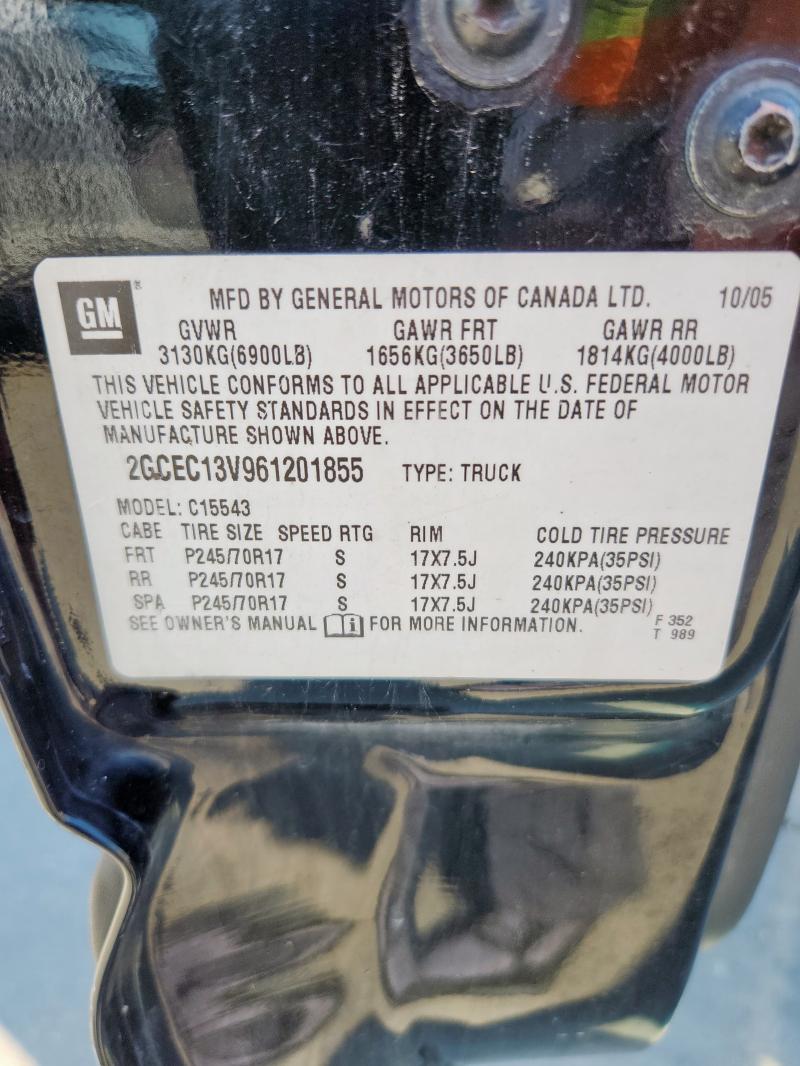 GM® MFD BY GENERAL MOTORS OF CANADA LTD. 10/05
GVWR GAWR FRT GAWR RR
3130KG(6900LB) 1656KG(3650LB) 1814KG(4000LB)
THIS VEHICLE CONFORMS TO ALL APPLICABLE U.S. FEDERAL MOTOR
VEHICLE SAFETY STANDARDS IN EFFECT ON THE DATE OF
MANUFACTURE SHOWN ABOVE.
2GCEC13V961201855 TYPE: TRUCK
MODEL: C15543
CABE TIRE SIZE SPEED RTG RIM COLD TIRE PRESSURE
FRT P245/70R17 S 17X7.5J 240KPA(35PSI)
RR P245/70R17 S 17X7.5J 240KPA(35PSI)
SPA P245/70R17 S 17X7.5J 240KPA(35PSI)
SEE OWNER'S MANUAL i FOR MORE INFORMATION. F 352
T 989